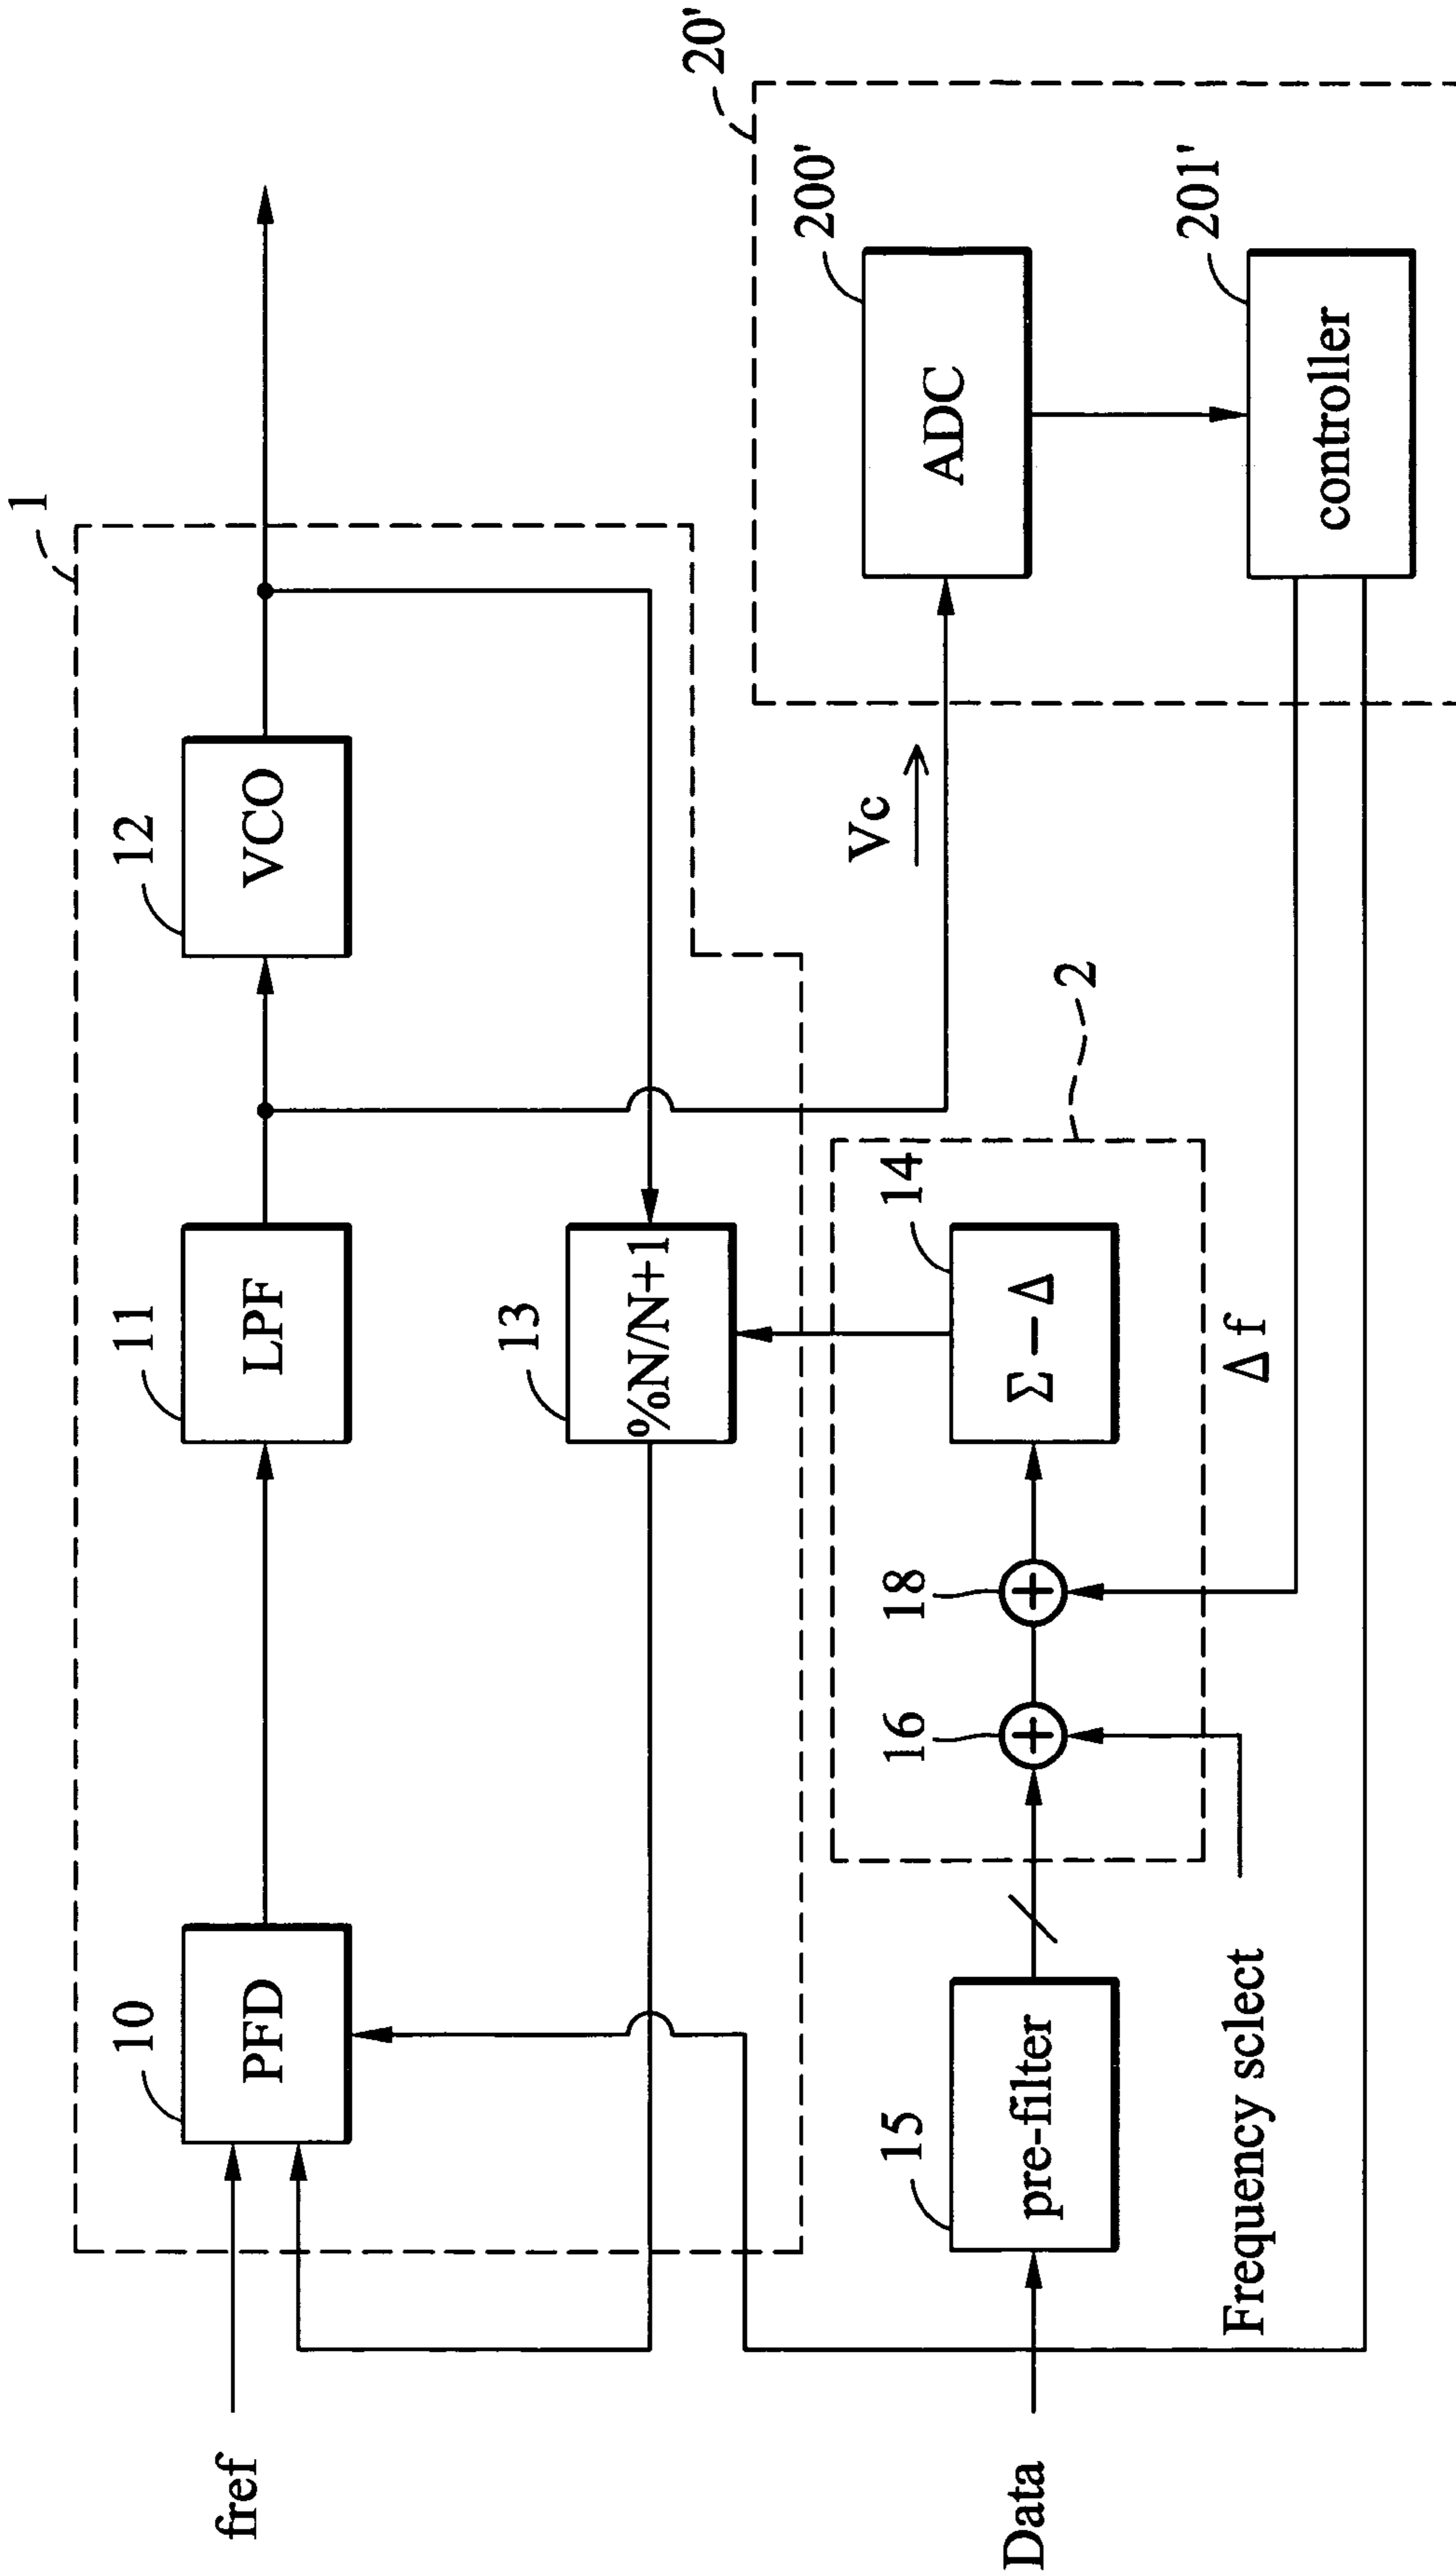 1
20'
fref
10
PFD
11
LPF
12
VCO
13
%N/N+1
Vc
200'
ADC
201'
controller
2
Data
15
pre-filter
16
+
18
+
14
Σ-Δ
Δf
Frequency sclect